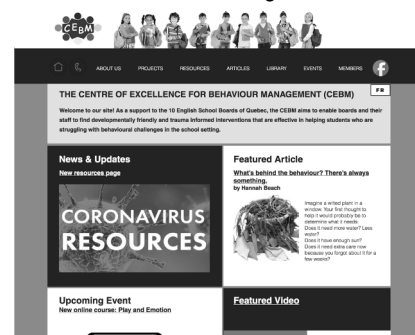 CEBM
ABOUT US PROJECTS RESOURCES ARTICLES LIBRARY EVENTS MEMBERS f
THE CENTRE OF EXCELLENCE FOR BEHAVIOUR MANAGEMENT (CEBM)
FR
Welcome to our site! As a support to the 10 English School Boards of Quebec, the CEBM aims to enable boards and their
staff to find developmentally friendly and trauma informed interventions that are effective in helping students who are
struggling with behavioural challenges in the school setting.
News & Updates
New resources page
CORONAVIRUS
RESOURCES
Featured Article
What's behind the behaviour? There's always
something.
by Hannah Beach
Imagine a wilted plant in a
window. Your first thought to
help it would probably be to
determine what it needs:
Does it need more water? Less
water?
Does it have enough sun?
Does it need extra care now
because you forgot about it for a
few weeks?
Upcoming Event
New online course: Play and Emotion
Featured Video